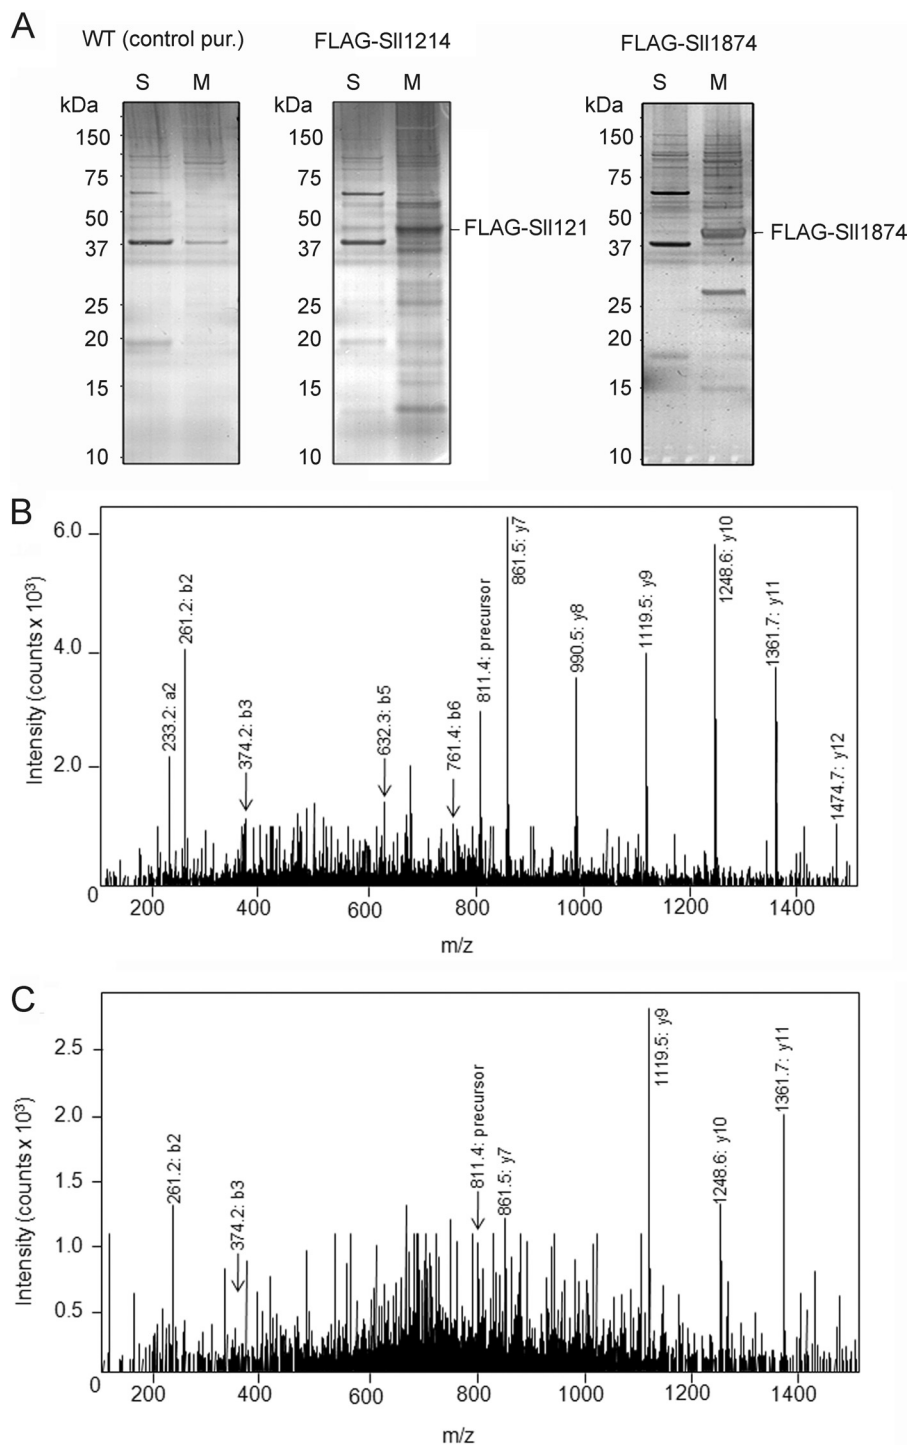 A
WT (control pur.)
FLAG-Sll1214
FLAG-Sll1874
S M
S M
S M
kDa
150
75
50
37
25
20
15
10
kDa
150
75
50
37
25
20
15
10
FLAG-Sll121
kDa
150
75
50
37
25
20
15
10
FLAG-Sll1874
B
Intensity (counts x 10³)
6.0
4.0
2.0
0
233.2: a2
261.2: b2
374.2: b3
632.3: b5
761.4: b6
811.4: precursor
861.5: y7
990.5: y8
1119.5: y9
1248.6: y10
1361.7: y11
1474.7: y12
200 400 600 800 1000 1200 1400
m/z
C
Intensity (counts x 10³)
2.5
2.0
1.5
1.0
0.5
0
261.2: b2
374.2: b3
811.4: precursor
861.5: y7
1119.5: y9
1248.6: y10
1361.7: y11
200 400 600 800 1000 1200 1400
m/z